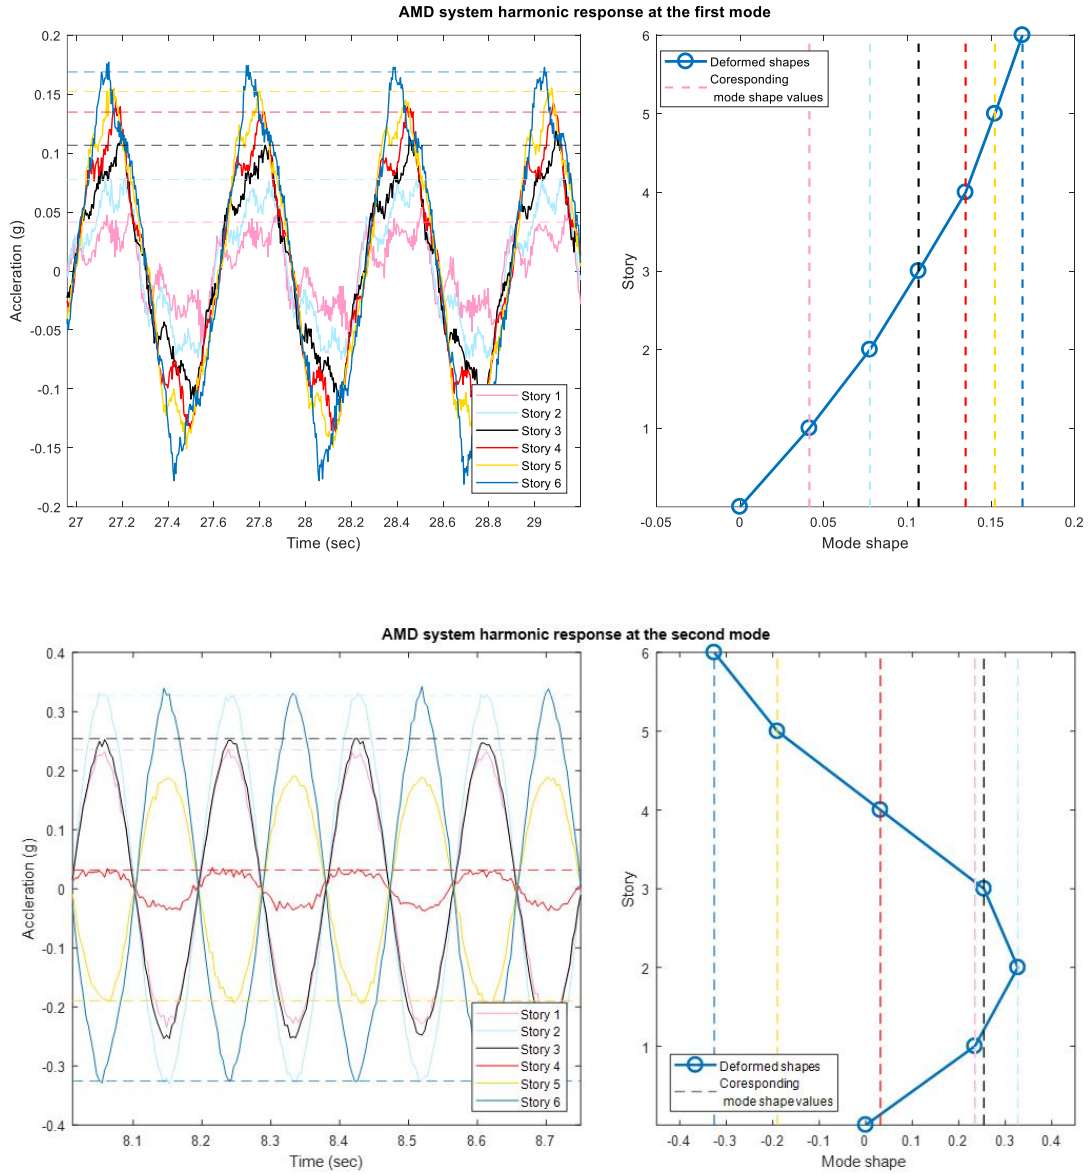 AMD system harmonic response at the first mode
0.2
0.15
0.1
0.05
0
-0.05
-0.1
-0.15
-0.2
Accleration (g)
27
27.2
27.4
27.6
27.8
28
28.2
28.4
28.6
28.8
29
Time (sec)
Story 1
Story 2
Story 3
Story 4
Story 5
Story 6
6
5
4
3
2
1
Story
-0.05
0
0.05
0.1
0.15
0.2
Mode shape
Deformed shapes
Coresponding
mode shape values
AMD system harmonic response at the second mode
0.4
0.3
0.2
0.1
0
-0.1
-0.2
-0.3
-0.4
Accleration (g)
8.1
8.2
8.3
8.4
8.5
8.6
8.7
Time (sec)
Story 1
Story 2
Story 3
Story 4
Story 5
Story 6
6
5
4
3
2
1
Story
-0.4
-0.3
-0.2
-0.1
0
0.1
0.2
0.3
0.4
Mode shape
Deformed shapes
Coresponding
mode shape values